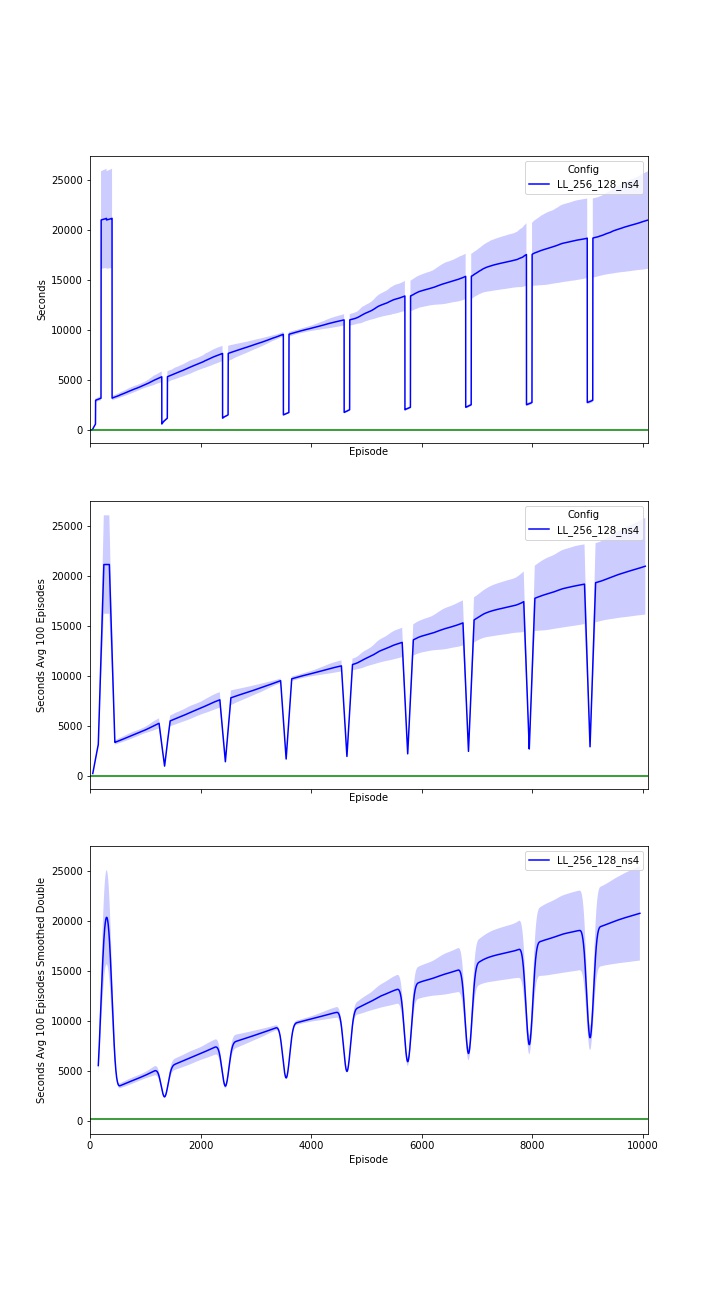 25000
20000
15000
10000
5000
0
Seconds
Config
LL_256_128_ns4
Episode
25000
20000
15000
10000
5000
0
Seconds Avg 100 Episodes
Config
LL_256_128_ns4
Episode
25000
20000
15000
10000
5000
0
Seconds Avg 100 Episodes Smoothed Double
LL_256_128_ns4
0 2000 4000 6000 8000 10000
Episode